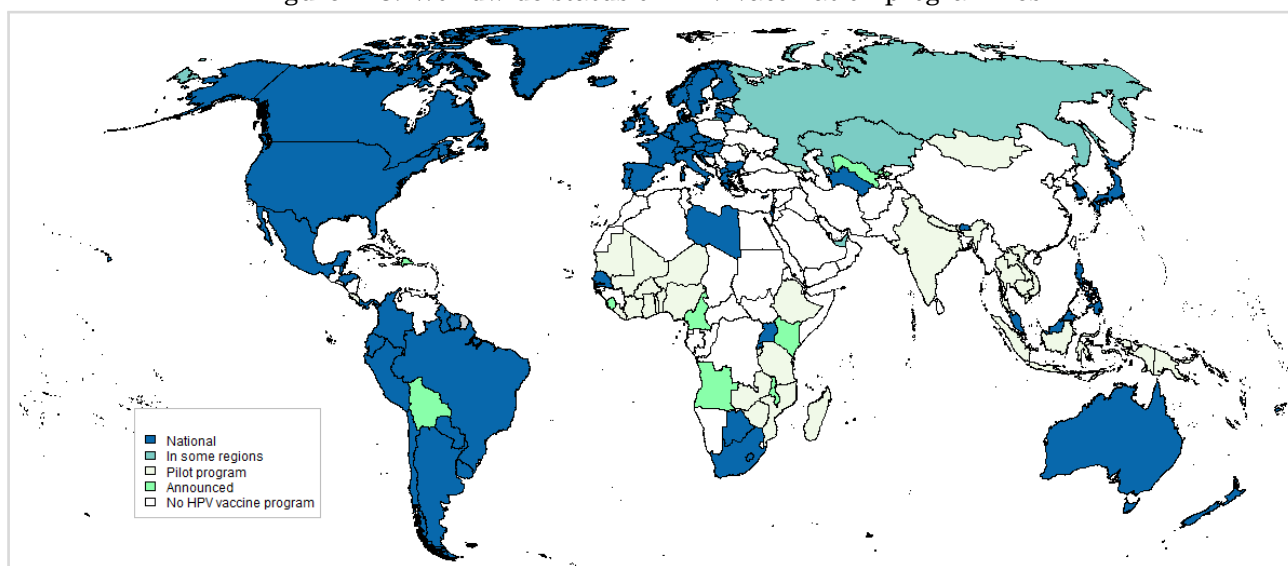 National
In some regions
Pilot program
Announced
No HPV vaccine program